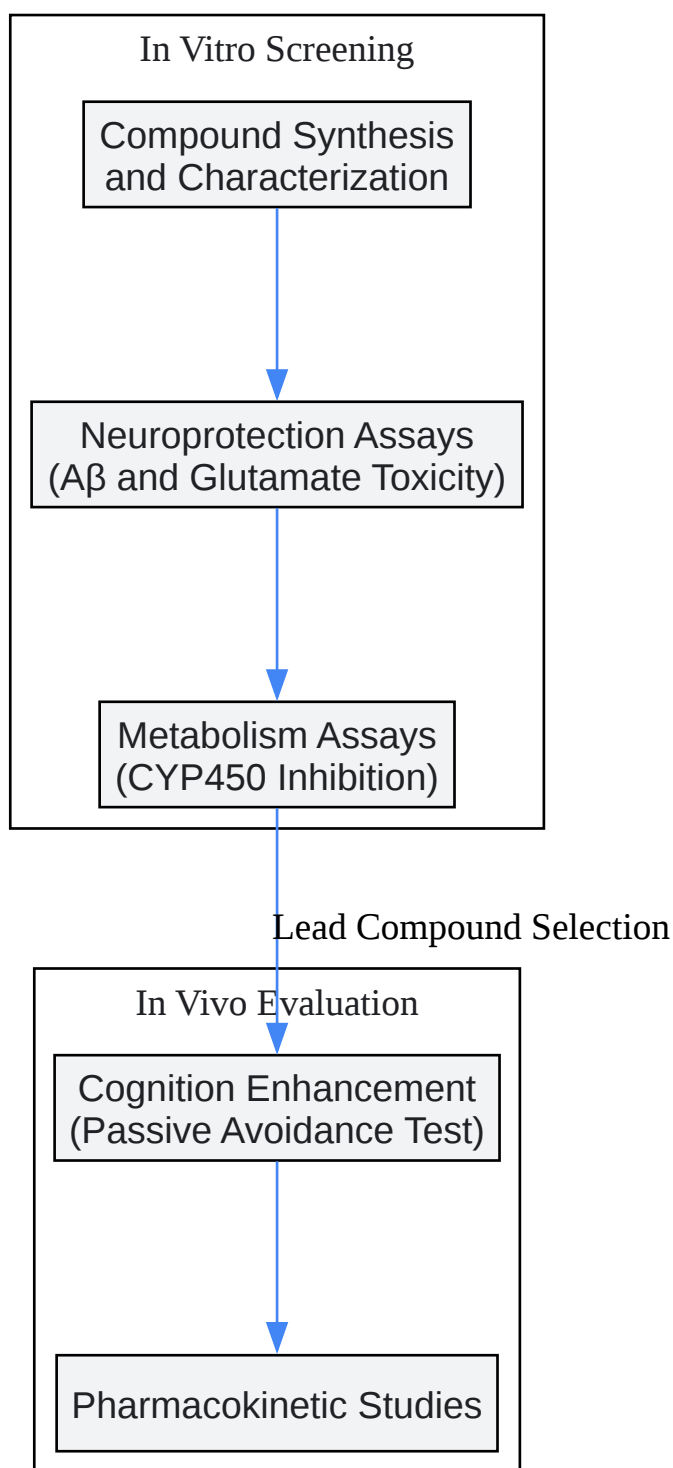 In Vitro Screening
Compound Synthesis
and Characterization
Neuroprotection Assays
(Aβ and Glutamate Toxicity)
Metabolism Assays
(CYP450 Inhibition)
Lead Compound Selection
In Vivo Evaluation
Cognition Enhancement
(Passive Avoidance Test)
Pharmacokinetic Studies